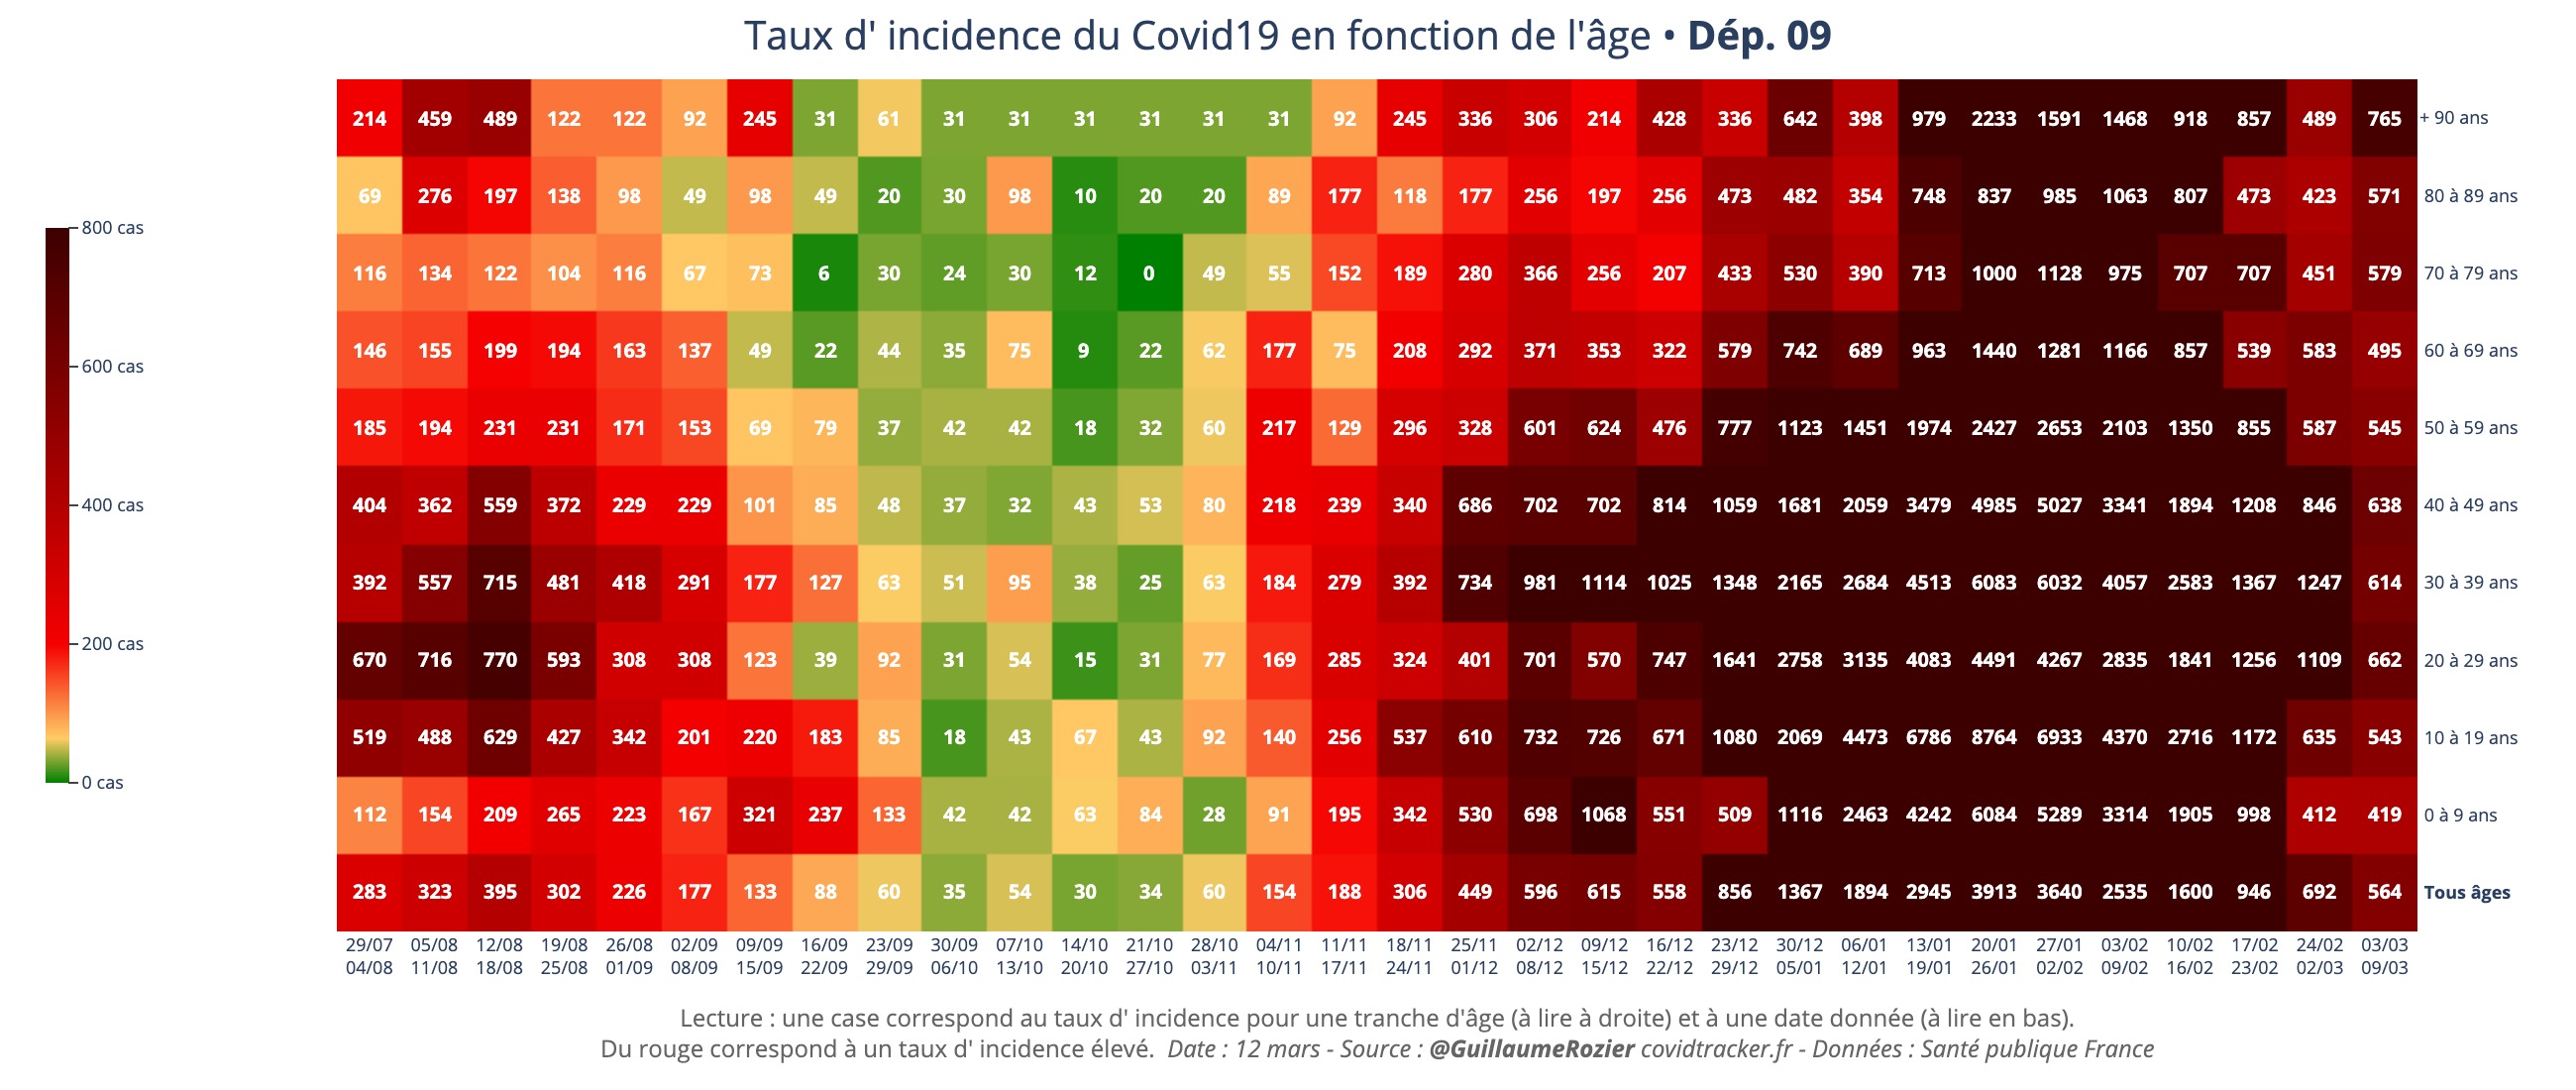 Taux d' incidence du Covid19 en fonction de l'âge • Dép. 09
800 cas
600 cas
400 cas
200 cas
0 cas
214 459 489 122 122 92 245 31 61 31 31 31 31 31 31 92 245 336 306 214 428 336 642 398 979 2233 1591 1468 918 857 489 765 + 90 ans
69 276 197 138 98 49 98 49 20 30 98 10 20 20 89 177 118 177 256 197 256 473 482 354 748 837 985 1063 807 473 423 571 80 à 89 ans
116 134 122 104 116 67 73 6 30 24 30 12 0 49 55 152 189 280 366 256 207 433 530 390 713 1000 1128 975 707 707 451 579 70 à 79 ans
146 155 199 194 163 137 49 22 44 35 75 9 22 62 177 75 208 292 371 353 322 579 742 689 963 1440 1281 1166 857 539 583 495 60 à 69 ans
185 194 231 231 171 153 69 79 37 42 42 18 32 60 217 129 296 328 601 624 476 777 1123 1451 1974 2427 2653 2103 1350 855 587 545 50 à 59 ans
404 362 559 372 229 229 101 85 48 37 32 43 53 80 218 239 340 686 702 702 814 1059 1681 2059 3479 4985 5027 3341 1894 1208 846 638 40 à 49 ans
392 557 715 481 418 291 177 127 63 51 95 38 25 63 184 279 392 734 981 1114 1025 1348 2165 2684 4513 6083 6032 4057 2583 1367 1247 614 30 à 39 ans
670 716 770 593 308 308 123 39 92 31 54 15 31 77 169 285 324 401 701 570 747 1641 2758 3135 4083 4491 4267 2835 1841 1256 1109 662 20 à 29 ans
519 488 629 427 342 201 220 183 85 18 43 67 43 92 140 256 537 610 732 726 671 1080 2069 4473 6786 8764 6933 4370 2716 1172 635 543 10 à 19 ans
112 154 209 265 223 167 321 237 133 42 42 63 84 28 91 195 342 530 698 1068 551 509 1116 2463 4242 6084 5289 3314 1905 998 412 419 0 à 9 ans
283 323 395 302 226 177 133 88 60 35 54 30 34 60 154 188 306 449 596 615 558 856 1367 1894 2945 3913 3640 2535 1600 946 692 564 Tous âges
29/07 05/08 12/08 19/08 26/08 02/09 09/09 16/09 23/09 30/09 07/10 14/10 21/10 28/10 04/11 11/11 18/11 25/11 02/12 09/12 16/12 23/12 30/12 06/01 13/01 20/01 27/01 03/02 10/02 17/02 24/02 03/03
04/08 11/08 18/08 25/08 01/09 08/09 15/09 22/09 29/09 06/10 13/10 20/10 27/10 03/11 10/11 17/11 24/11 01/12 08/12 15/12 22/12 29/12 05/01 12/01 19/01 26/01 02/02 09/02 16/02 23/02 02/03 09/03
Lecture : une case correspond au taux d' incidence pour une tranche d'âge (à lire à droite) et à une date donnée (à lire en bas).
Du rouge correspond à un taux d' incidence élevé. Date : 12 mars - Source : @GuillaumeRozier covidtracker.fr - Données : Santé publique France